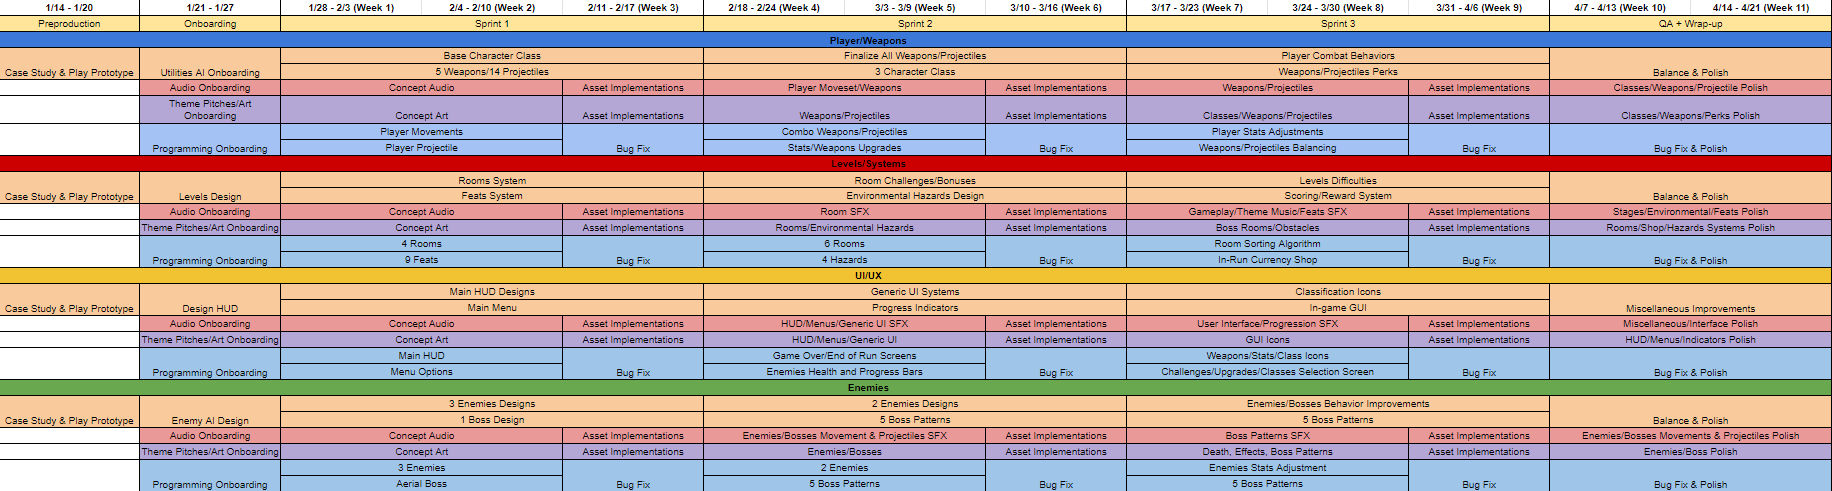 1/14 - 1/20 1/21 - 1/27 1/28 - 2/3 (Week 1) 2/4 - 2/10 (Week 2) 2/11 - 2/17 (Week 3) 2/18 - 2/24 (Week 4) 3/3 - 3/9 (Week 5) 3/10 - 3/16 (Week 6) 3/17 - 3/23 (Week 7) 3/24 - 3/30 (Week 8) 3/31 - 4/6 (Week 9) 4/7 - 4/13 (Week 10) 4/14 - 4/21 (Week 11)
Preproduction Onboarding Sprint 1 Sprint 2 Sprint 3 QA + Wrap-up
Player/Weapons
Base Character Class Finalize All Weapons/Projectiles Player Combat Behaviors
Case Study & Play Prototype Utilities AI Onboarding 5 Weapons/14 Projectiles 3 Character Class Weapons/Projectiles Perks Balance & Polish
Audio Onboarding Concept Audio Asset Implementations Player Moveset/Weapons Asset Implementations Weapons/Projectiles Asset Implementations Classes/Weapons/Projectile Polish
Theme Pitches/Art
Onboarding Concept Art Asset Implementations Weapons/Projectiles Asset Implementations Classes/Weapons/Projectiles Asset Implementations Classes/Weapons/Perks Polish
Player Movements Combo Weapons/Projectiles Player Stats Adjustments
Programming Onboarding Player Projectile Bug Fix Stats/Weapons Upgrades Bug Fix Weapons/Projectiles Balancing Bug Fix Bug Fix & Polish
Levels/Systems
Rooms System Room Challenges/Bonuses Levels Difficulties
Case Study & Play Prototype Levels Design Feats System Environmental Hazards Design Scoring/Reward System Balance & Polish
Audio Onboarding Concept Audio Asset Implementations Room SFX Asset Implementations Gameplay/Theme Music/Feats SFX Asset Implementations Stages/Environmental/Feats Polish
Theme Pitches/Art Onboarding Concept Art Asset Implementations Rooms/Environmental Hazards Asset Implementations Boss Rooms/Obstacles Asset Implementations Rooms/Shop/Hazards Systems Polish
4 Rooms 6 Rooms Room Sorting Algorithm
Programming Onboarding 9 Feats Bug Fix 4 Hazards Bug Fix In-Run Currency Shop Bug Fix Bug Fix & Polish
UI/UX
Main HUD Designs Generic UI Systems Classification Icons
Case Study & Play Prototype Design HUD Main Menu Progress Indicators In-game GUI Miscellaneous Improvements
Audio Onboarding Concept Audio Asset Implementations HUD/Menus/Generic UI SFX Asset Implementations User Interface/Progression SFX Asset Implementations Miscellaneous/Interface Polish
Theme Pitches/Art Onboarding Concept Art Asset Implementations HUD/Menus/Generic UI Asset Implementations GUI Icons Asset Implementations HUD/Menus/Indicators Polish
Main HUD Game Over/End of Run Screens Weapons/Stats/Class Icons
Programming Onboarding Menu Options Bug Fix Enemies Health and Progress Bars Bug Fix Challenges/Upgrades/Classes Selection Screen Bug Fix Bug Fix & Polish
Enemies
3 Enemies Designs 2 Enemies Designs Enemies/Bosses Behavior Improvements
Case Study & Play Prototype Enemy AI Design 1 Boss Design 5 Boss Patterns 5 Boss Patterns Balance & Polish
Audio Onboarding Concept Audio Asset Implementations Enemies/Bosses Movement & Projectiles SFX Asset Implementations Boss Patterns SFX Asset Implementations Enemies/Bosses Movements & Projectiles Polish
Theme Pitches/Art Onboarding Concept Art Asset Implementations Enemies/Bosses Asset Implementations Death, Effects, Boss Patterns Asset Implementations Enemies/Boss Polish
3 Enemies 2 Enemies Enemies Stats Adjustment
Programming Onboarding Aerial Boss Bug Fix 5 Boss Patterns Bug Fix 5 Boss Patterns Bug Fix Bug Fix & Polish